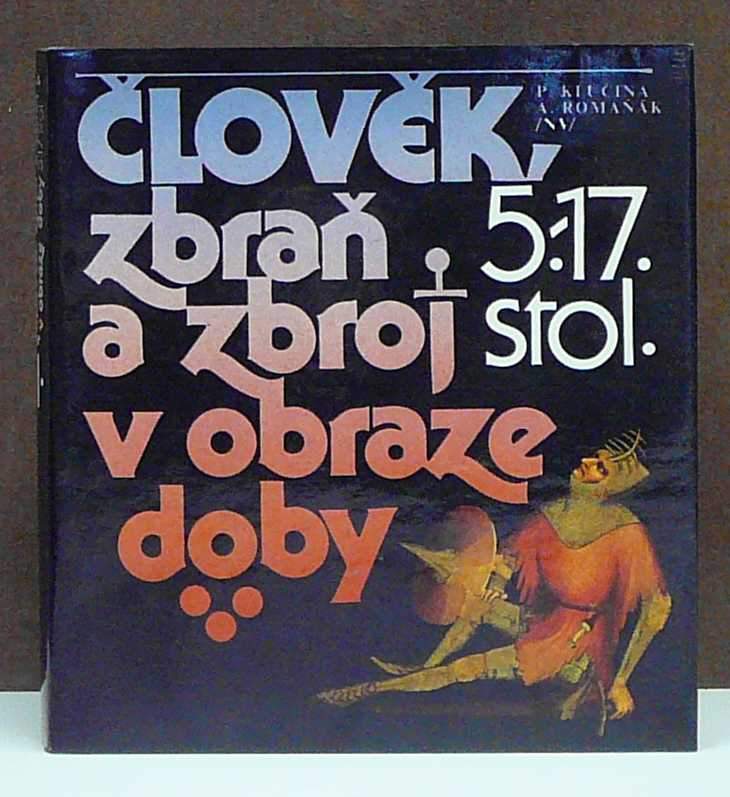 ČLOVĚK,
P. KLUČINA
A. ROMAŇÁK
/NV/
zbraň
5.-17.
a zbroj
stol.
v obraze
doby